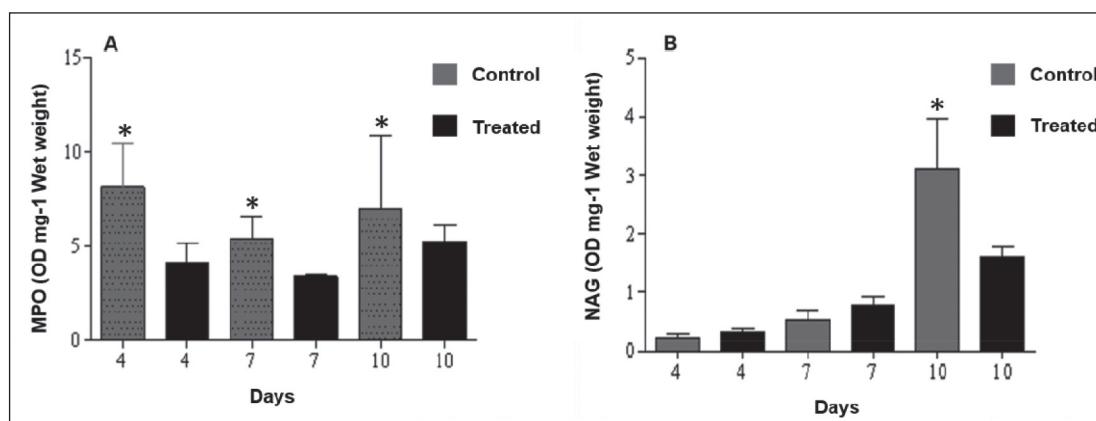 A
15
10
5
0
MPO (OD mg-1 Wet weight)
* * *
Control
Treated
4 4 7 7 10 10
Days
B
5
4
3
2
1
0
NAG (OD mg-1 Wet weight)
*
Control
Treated
4 4 7 7 10 10
Days